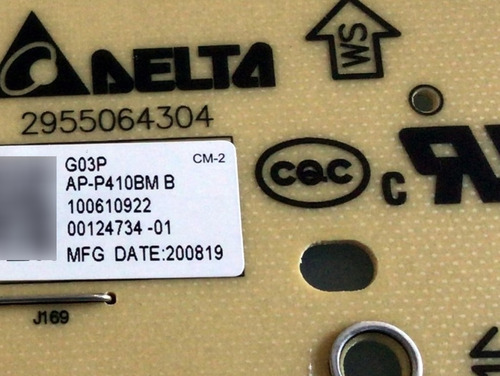 DELTA
WS
2955064304
G03P
CM-2
AP-P410BM B
100610922
00124734 -01
MFG DATE:200819
CQC
c
J169